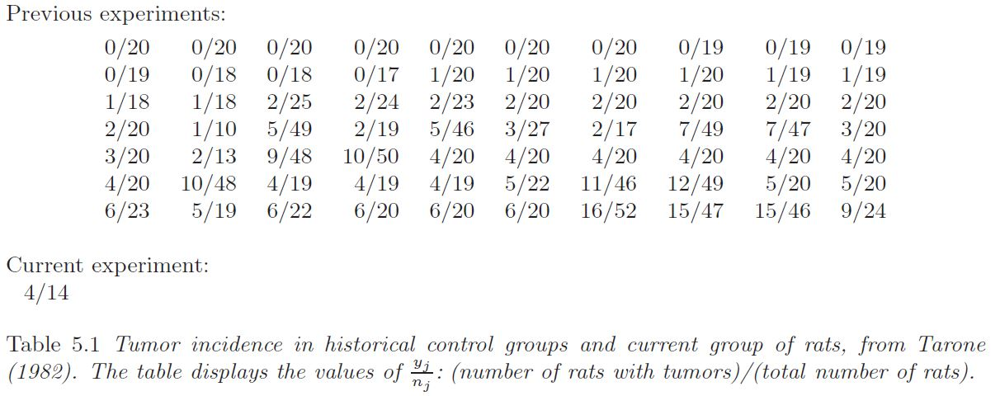 Previous experiments:
0/20 0/20 0/20 0/20 0/20 0/20 0/20 0/19 0/19 0/19
0/19 0/18 0/18 0/17 1/20 1/20 1/20 1/20 1/19 1/19
1/18 1/18 2/25 2/24 2/23 2/20 2/20 2/20 2/20 2/20
2/20 1/10 5/49 2/19 5/46 3/27 2/17 7/49 7/47 3/20
3/20 2/13 9/48 10/50 4/20 4/20 4/20 4/20 4/20 4/20
4/20 10/48 4/19 4/19 4/19 5/22 11/46 12/49 5/20 5/20
6/23 5/19 6/22 6/20 6/20 6/20 16/52 15/47 15/46 9/24
Current experiment:
4/14
Table 5.1 Tumor incidence in historical control groups and current group of rats, from Tarone
(1982). The table displays the values of y_j/n_j: (number of rats with tumors)/(total number of rats).